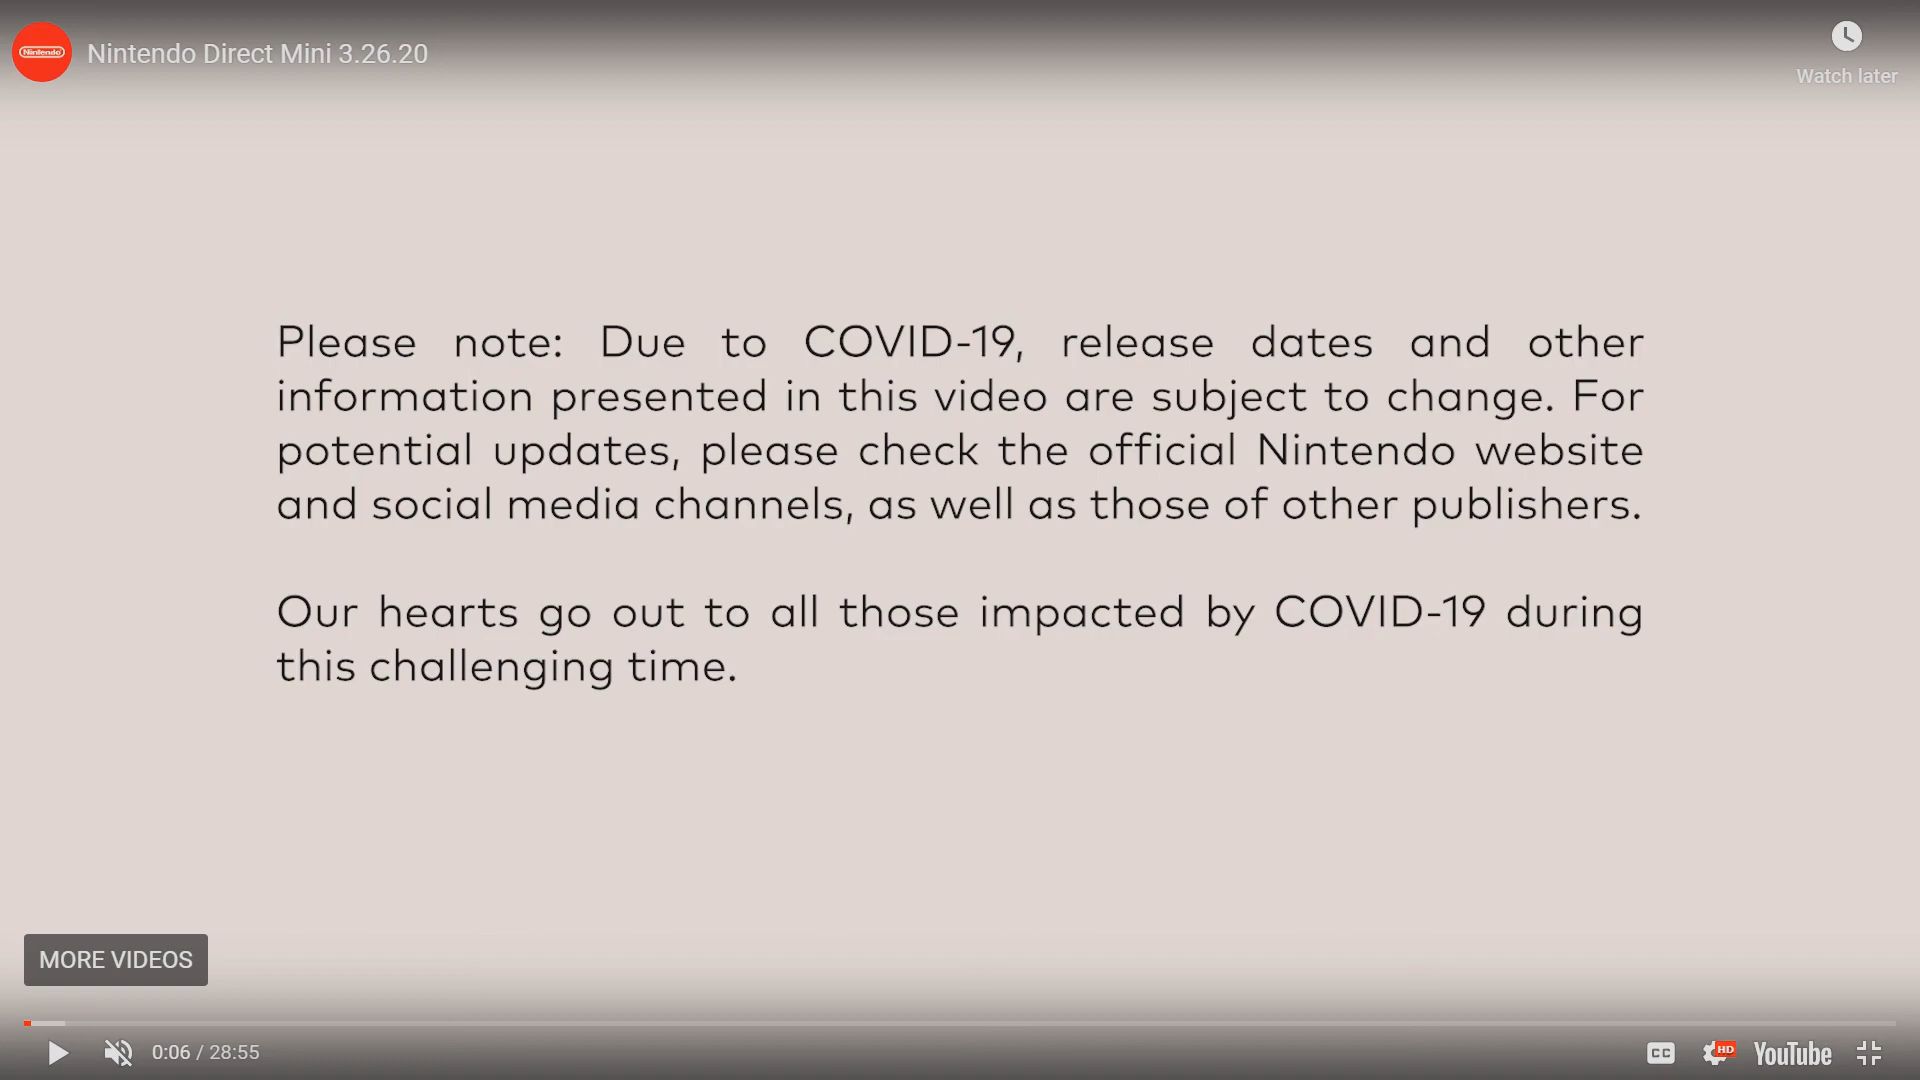 Nintendo
Nintendo Direct Mini 3.26.20
Watch later
Please note: Due to COVID-19, release dates and other
information presented in this video are subject to change. For
potential updates, please check the official Nintendo website
and social media channels, as well as those of other publishers.
Our hearts go out to all those impacted by COVID-19 during
this challenging time.
MORE VIDEOS
0:06 / 28:55
CC
HD
YouTube